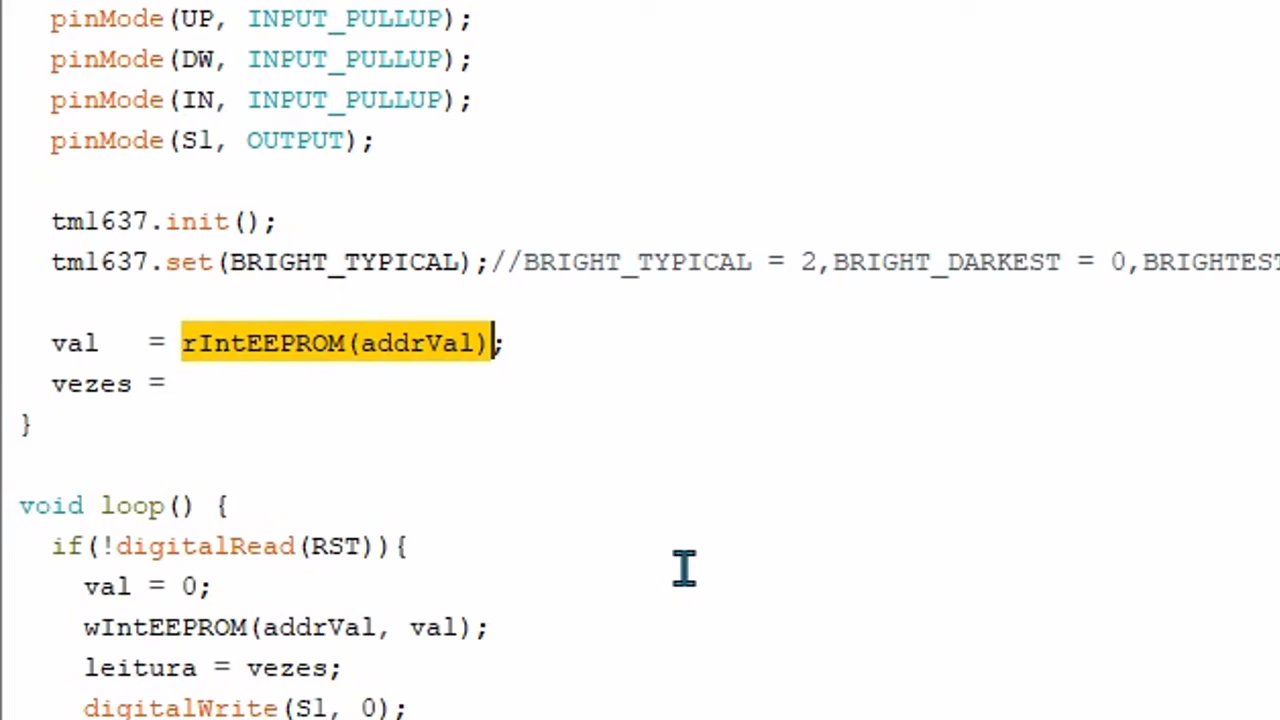 pinMode(UP, INPUT_PULLUP);
pinMode(DW, INPUT_PULLUP);
pinMode(IN, INPUT_PULLUP);
pinMode(Sl, OUTPUT);
tm1637.init();
tm1637.set(BRIGHT_TYPICAL);//BRIGHT_TYPICAL = 2,BRIGHT_DARKEST = 0,BRIGHTEST
val = rIntEEPROM(addrVal);
vezes =
}
void loop() {
if(!digitalRead(RST)){
val = 0;
wIntEEPROM(addrVal, val);
leitura = vezes;
digitalWrite(Sl, 0);